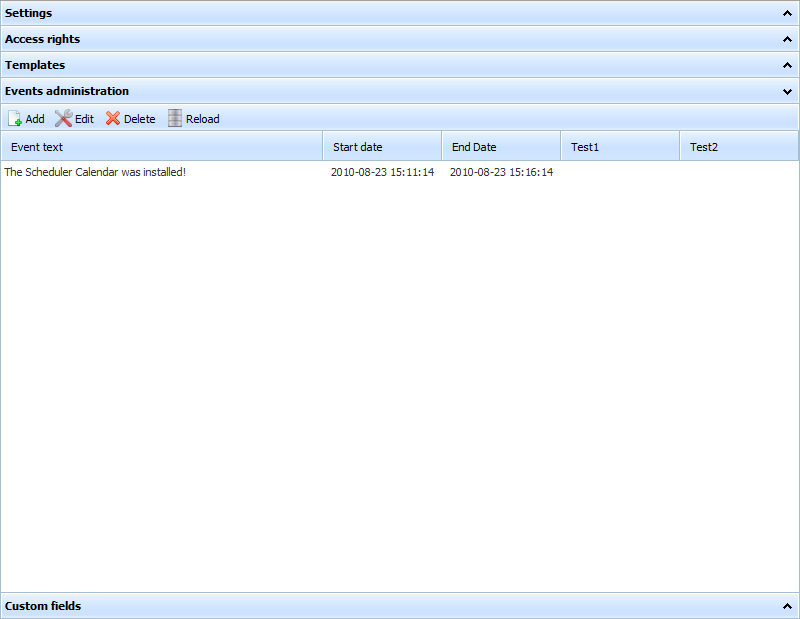 Settings
Access rights
Templates
Events administration
Add Edit Delete Reload
Event text Start date End Date Test1 Test2
The Scheduler Calendar was installed! 2010-08-23 15:11:14 2010-08-23 15:16:14
Custom fields